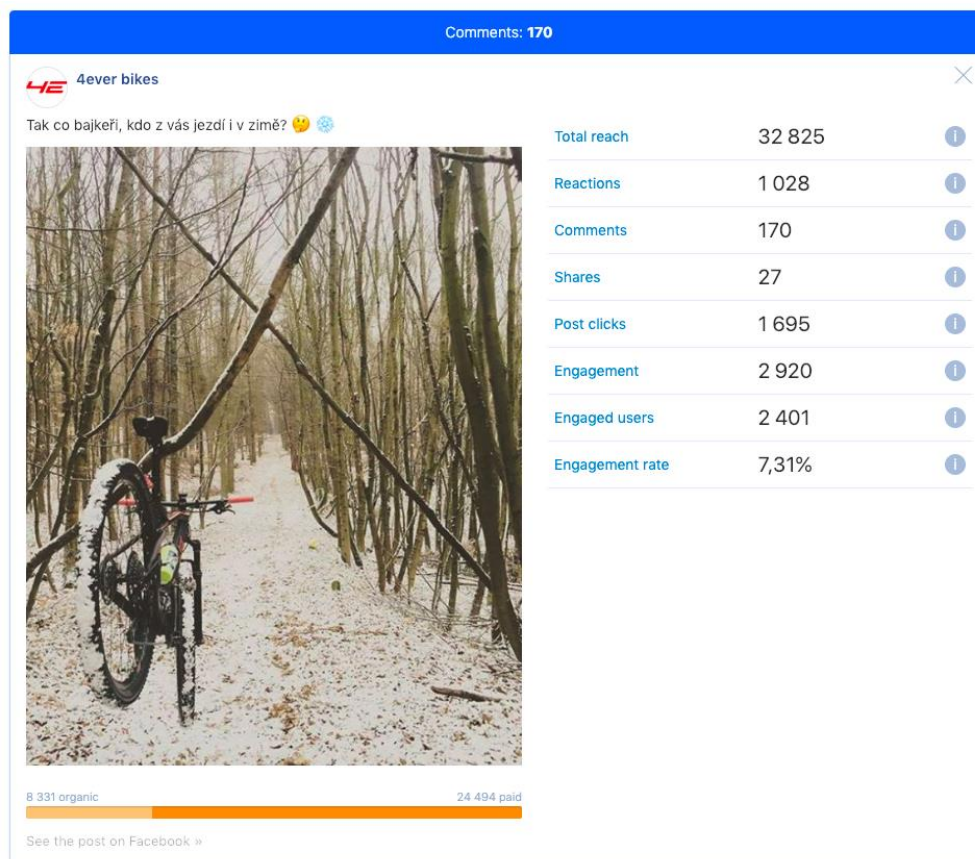 Comments: 170
4E
4ever bikes
Tak co bajkeři, kdo z vás jezdí i v zimě? 🤔 ❄️
Total reach 32 825
Reactions 1 028
Comments 170
Shares 27
Post clicks 1 695
Engagement 2 920
Engaged users 2 401
Engagement rate 7,31%
8 331 organic 24 494 paid
See the post on Facebook »